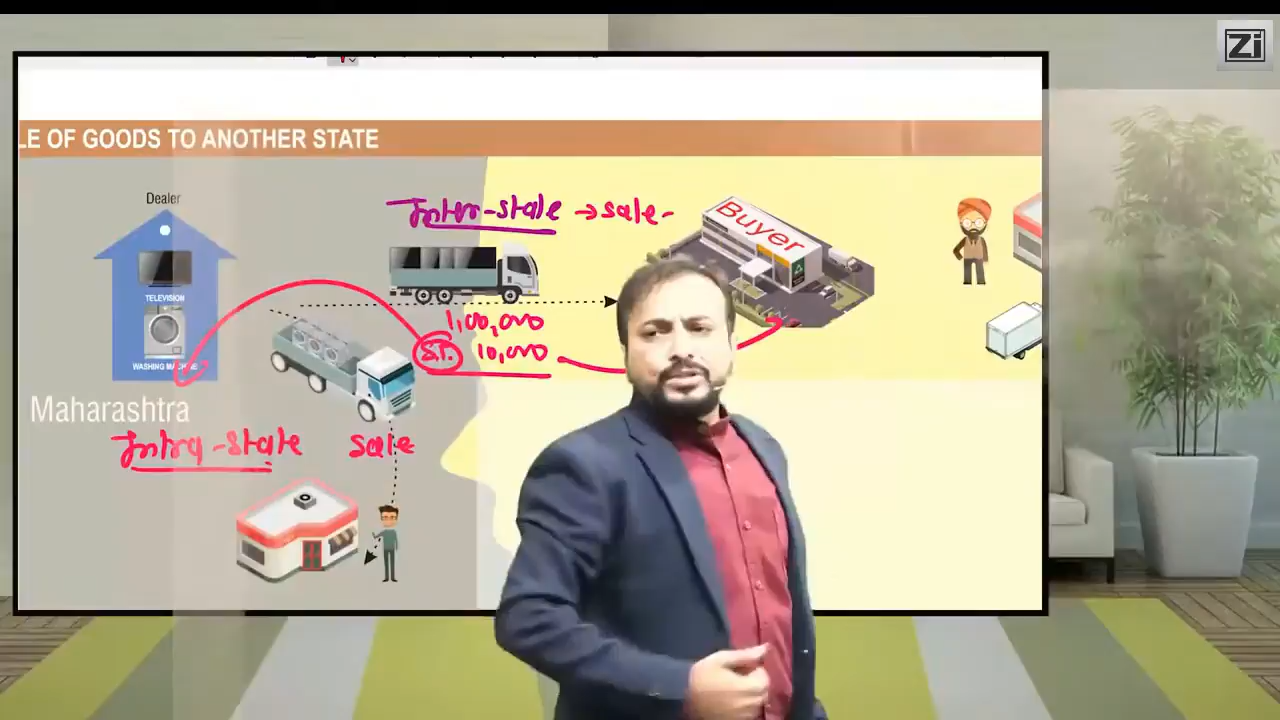 Zi
LE OF GOODS TO ANOTHER STATE
Dealer
Inter-state → sale-
Buyer
TELEVISION
1,00,000
S.T. 10,000
WASHING MACHINE
Maharashtra
Intra-state sale